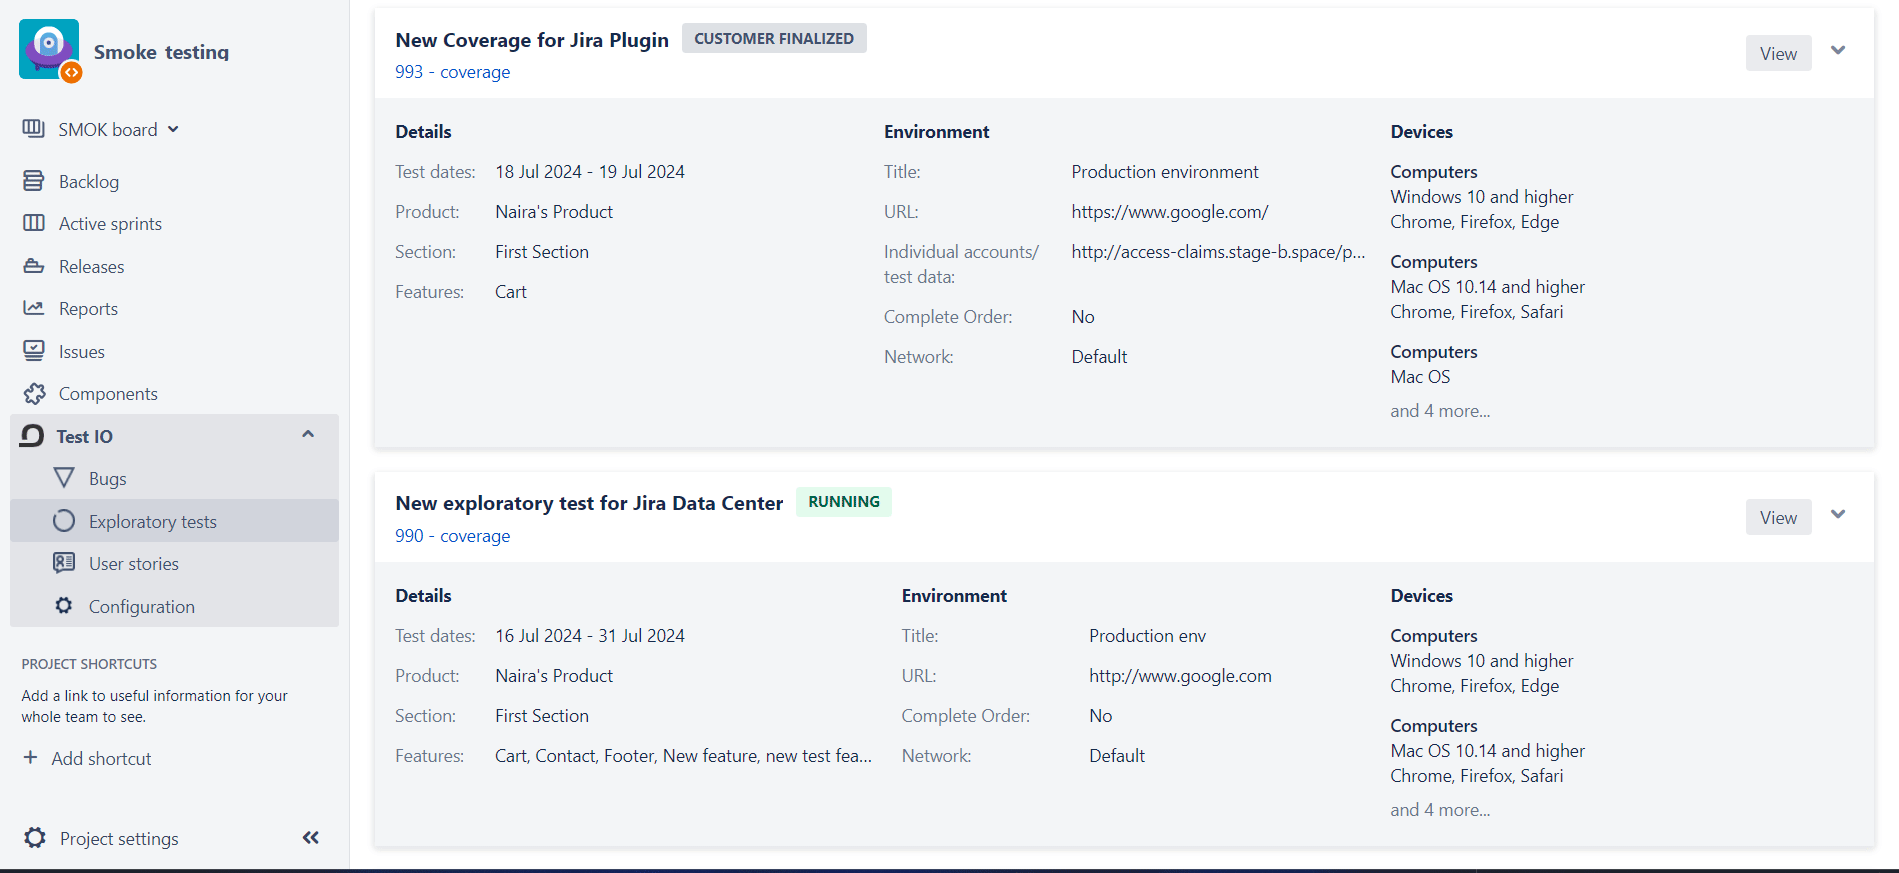 Smoke testing
SMOK board
Backlog
Active sprints
Releases
Reports
Issues
Components
Test IO
Bugs
Exploratory tests
User stories
Configuration
PROJECT SHORTCUTS
Add a link to useful information for your
whole team to see.
+ Add shortcut
Project settings
New Coverage for Jira Plugin CUSTOMER FINALIZED
993 - coverage
View
Details
Test dates: 18 Jul 2024 - 19 Jul 2024
Product: Naira's Product
Section: First Section
Features: Cart
Environment
Title: Production environment
URL: https://www.google.com/
Individual accounts/ http://access-claims.stage-b.space/p...
test data:
Complete Order: No
Network: Default
Devices
Computers
Windows 10 and higher
Chrome, Firefox, Edge
Computers
Mac OS 10.14 and higher
Chrome, Firefox, Safari
Computers
Mac OS
and 4 more...
New exploratory test for Jira Data Center RUNNING
990 - coverage
View
Details
Test dates: 16 Jul 2024 - 31 Jul 2024
Product: Naira's Product
Section: First Section
Features: Cart, Contact, Footer, New feature, new test fea...
Environment
Title: Production env
URL: http://www.google.com
Complete Order: No
Network: Default
Devices
Computers
Windows 10 and higher
Chrome, Firefox, Edge
Computers
Mac OS 10.14 and higher
Chrome, Firefox, Safari
and 4 more...